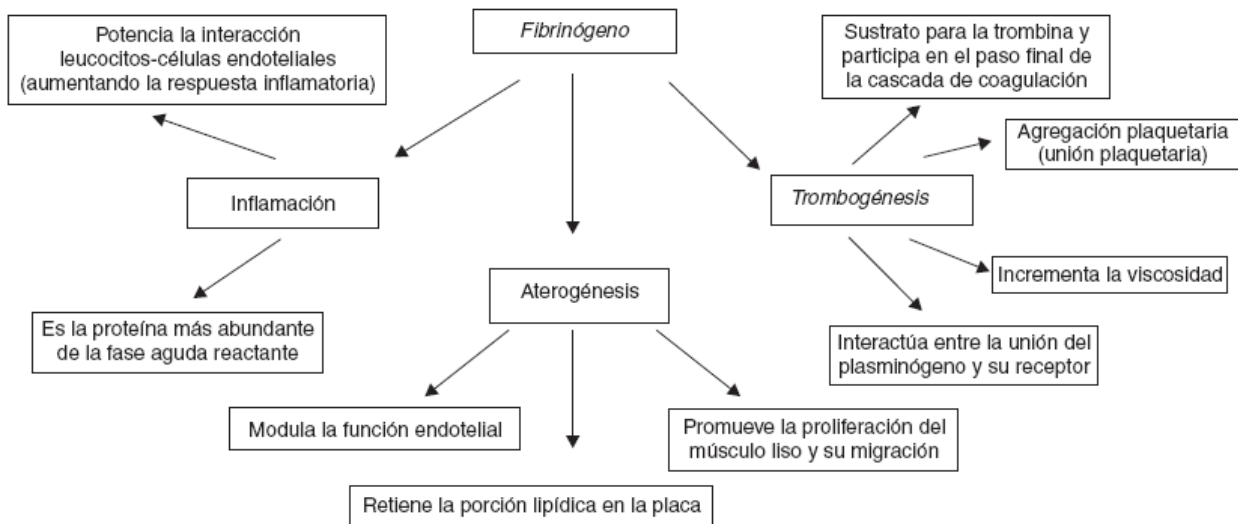 Fibrinógeno
Potencia la interacción
leucocitos-células endoteliales
(aumentando la respuesta inflamatoria)
Sustrato para la trombina y
participa en el paso final de
la cascada de coagulación
Agregación plaquetaria
(unión plaquetaria)
Inflamación
Trombogénesis
Aterogénesis
Incrementa la viscosidad
Es la proteína más abundante
de la fase aguda reactante
Interactúa entre la unión del
plasminógeno y su receptor
Modula la función endotelial
Promueve la proliferación del
músculo liso y su migración
Retiene la porción lipídica en la placa